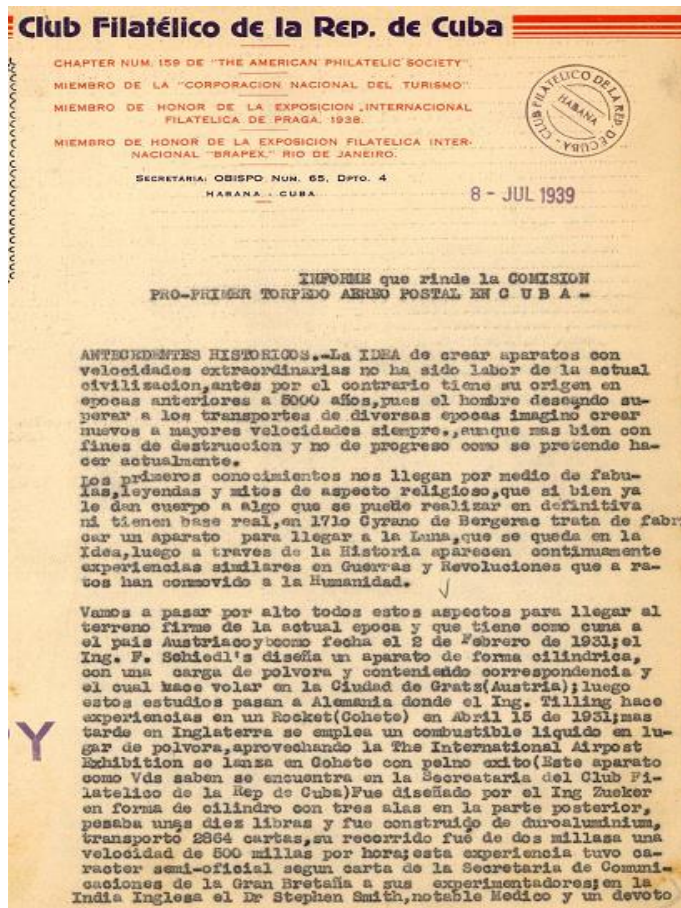 Club Filatélico de la Rep. de Cuba
CHAPTER NUM. 159 DE "THE AMERICAN PHILATELIC SOCIETY".
MIEMBRO DE LA "CORPORACION NACIONAL DEL TURISMO"
MIEMBRO DE HONOR DE LA EXPOSICION INTERNACIONAL
FILATELICA DE PRAGA. 1938.
MIEMBRO DE HONOR DE LA EXPOSICION FILATELICA INTER-
NACIONAL "BRAPEX," RIO DE JANEIRO.
SECRETARIA: OBISPO NUM. 65, DPTO. 4
HABANA - CUBA
CLUB FILATELICO DE LA REP. DE CUBA -
HABANA
8 - JUL 1939
INFORME que rinde la COMISION
PRO-PRIMER TORPEDO AEREO POSTAL EN C U B A -
ANTECEDENTES HISTORICOS.-La IDEA de crear aparatos con
velocidades extraordinarias no ha sido labor de la actual
civilizacion,antes por el contrario tiene su origen en
epocas anteriores a 5000 años,pues el hombre deseando su-
perar a los transportes de diversas epocas imaginó crear
nuevos a mayores velocidades siempre.,aunque mas bien con
fines de destruccion y no de progreso como se pretende ha-
cer actualmente.
Los primeros conocimientos nos llegan por medio de fabu-
las,leyendas y mitos de aspecto religioso,que si bien ya
le dan cuerpo a algo que se puede realizar en definitiva
ni tienen base real,en 1710 Cyrano de Bergerac trata de fabri
car un aparato para llegar a la Luna,que se queda en la
Idea,luego a traves de la Historia aparecen continuamente
experiencias similares en Guerras y Revoluciones que a ra-
tos han conmovido a la Humanidad.
Vamos a pasar por alto todos estos aspectos para llegar al
terreno firme de la actual epoca y que tiene como cuna a
el pais Austriacoybcomo fecha el 2 de Febrero de 1931;el
Ing. F. Schiedl's diseña un aparato de forma cilindrica,
con una carga de polvora y conteniendo correspondencia y
el cual hace volar en la Ciudad de Gratz(Austria);luego
estos estudios pasan a Alemania donde el Ing. Tilling hace
experiencias en un Rocket(Cohete) en Abril 15 de 1931;mas
tarde en Inglaterra se emplea un combustible liquido en lu-
gar de polvora,aprovechando la The International Airpost
Exhibition se lanza en Cohete con pelno exito(Este aparato
como Vds saben se encuentra en la Secreataria del Club Fi-
latelico de la Rep de Cuba)Fue diseñado por el Ing Zucker
en forma de cilindro con tres alas en la parte posterior,
pesaba unas diez libras y fue construido de duroaluminium,
transporto 2864 cartas,su recorrido fué de dos millasa una
velocidad de 500 millas por hora;esta experiencia tuvo ca-
racter semi-oficial segun carta de la Secretaria de Comuni-
caciones de la Gran Bretaña a sus experimentadores;en la
India Inglesa el Dr Stephen Smith,notable Medico y un devoto
Y